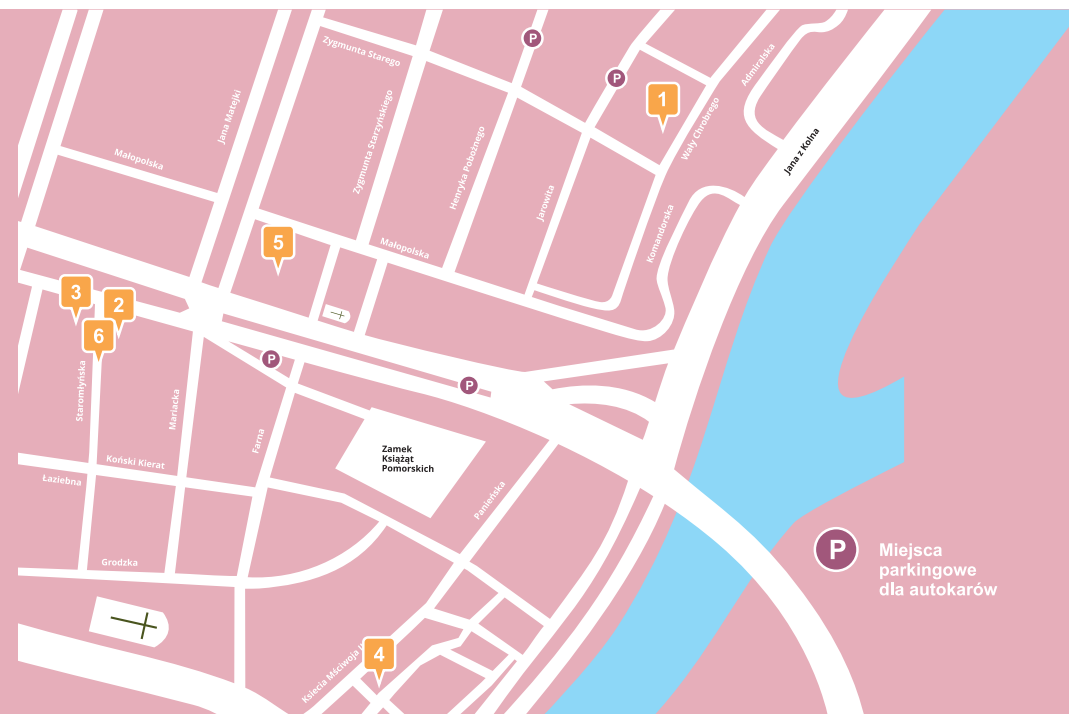 P
Zygmunta Starego
Admiralska
P
1
Jana Matejki
Zygmunta Starzyńskiego
Wały Chrobrego
Małopolska
Henryka Pobożnego
Jana z Kolna
Jarowita
Komandorska
5
Małopolska
3
2
6
P
P
Staromłyńska
Mariacka
Farna
Zamek
Książąt
Pomorskich
Koński Kierat
Łaziebna
Panieńska
P
Miejsca
parkingowe
dla autokarów
Grodzka
4
Księcia Mściwoja